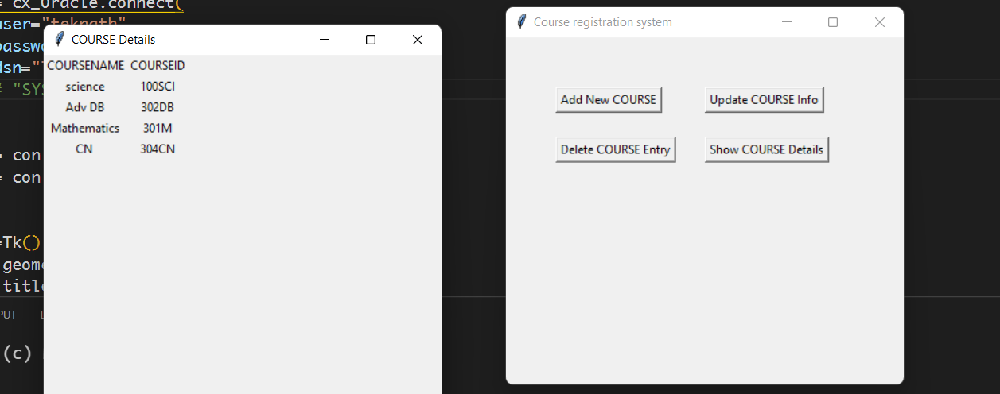 = cx_Oracle.connect(
user="teknath"
passwo
dsn="
# "SYS
= con
= con
=Tk()
geome
title
PUT
(c)
COURSE Details
COURSENAME COURSEID
science 100SCI
Adv DB 302DB
Mathematics 301M
CN 304CN
Course registration system
Add New COURSE Update COURSE Info
Delete COURSE Entry Show COURSE Details